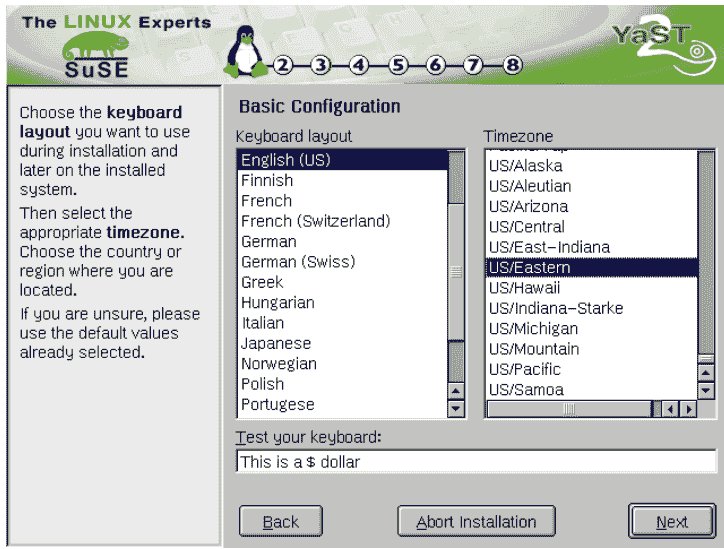 The LINUX Experts
SuSE
2 3 4 5 6 7 8
YaST
2
Choose the keyboard
layout you want to use
during installation and
later on the installed
system.
Then select the
appropriate timezone.
Choose the country or
region where you are
located.
If you are unsure, please
use the default values
already selected.
Basic Configuration
Keyboard layout
English (US)
Finnish
French
French (Switzerland)
German
German (Swiss)
Greek
Hungarian
Italian
Japanese
Norwegian
Polish
Portugese
Timezone
US/Alaska
US/Aleutian
US/Arizona
US/Central
US/East-Indiana
US/Eastern
US/Hawaii
US/Indiana-Starke
US/Michigan
US/Mountain
US/Pacific
US/Samoa
Test your keyboard:
This is a $ dollar
Back
Abort Installation
Next